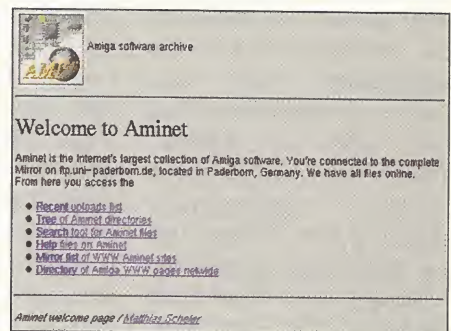 Amiga software archive
Welcome to Aminet
Aminet is the Internet's largest collection of Amiga software. You're connected to the complete
Mirror on ftp.uni-paderborn.de, located in Paderborn, Germany. We have all files online.
From here you access the
Recent uploads list
Tree of Aminet directories
Search tool for Aminet files
Help files on Aminet
Mirror list of WWW Aminet sites
Directory of Amiga WWW pages netwide
Aminet welcome page / Matthias Scheler